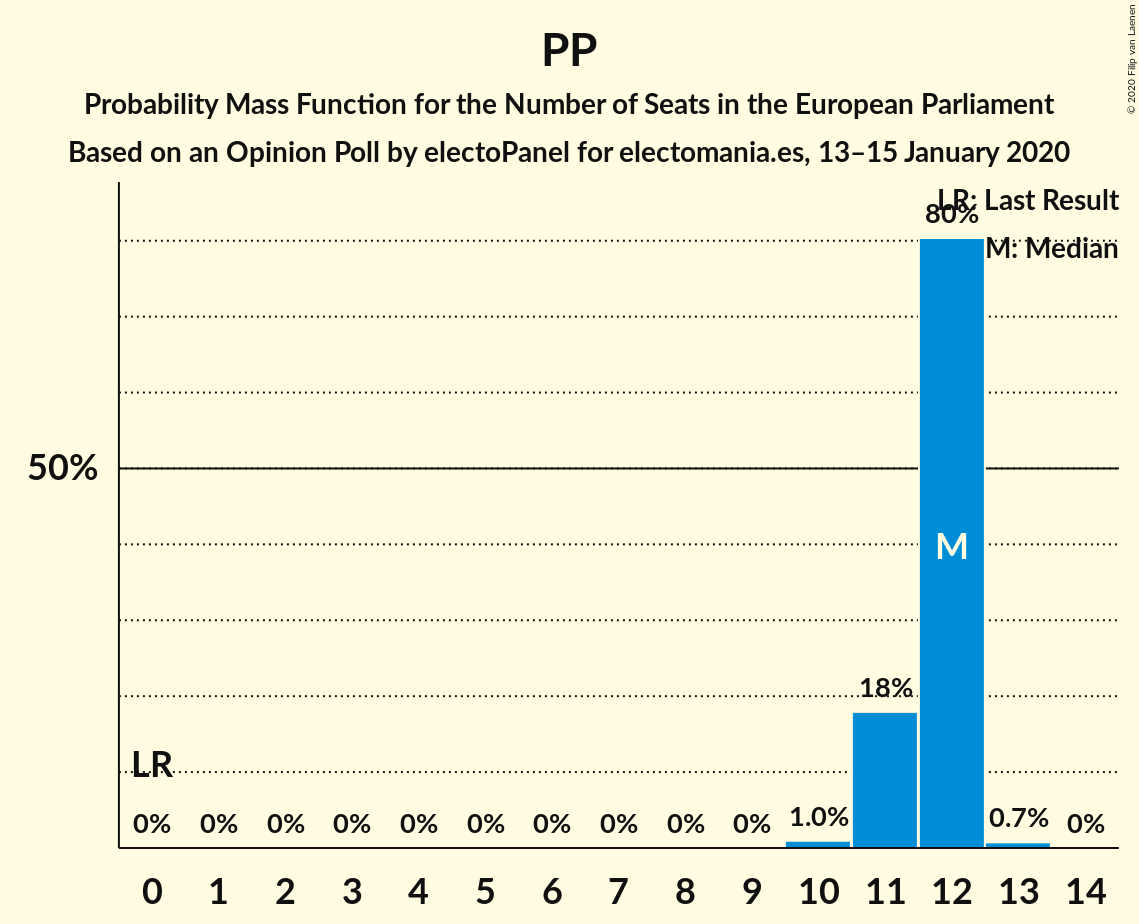 PP
Probability Mass Function for the Number of Seats in the European Parliament
Based on an Opinion Poll by electoPanel for electomania.es, 13–15 January 2020
© 2020 Filip van Laenen
LR: Last Result
M: Median
50%
LR
M
0% 0% 0% 0% 0% 0% 0% 0% 0% 0% 1.0% 18% 80% 0.7% 0%
0 1 2 3 4 5 6 7 8 9 10 11 12 13 14